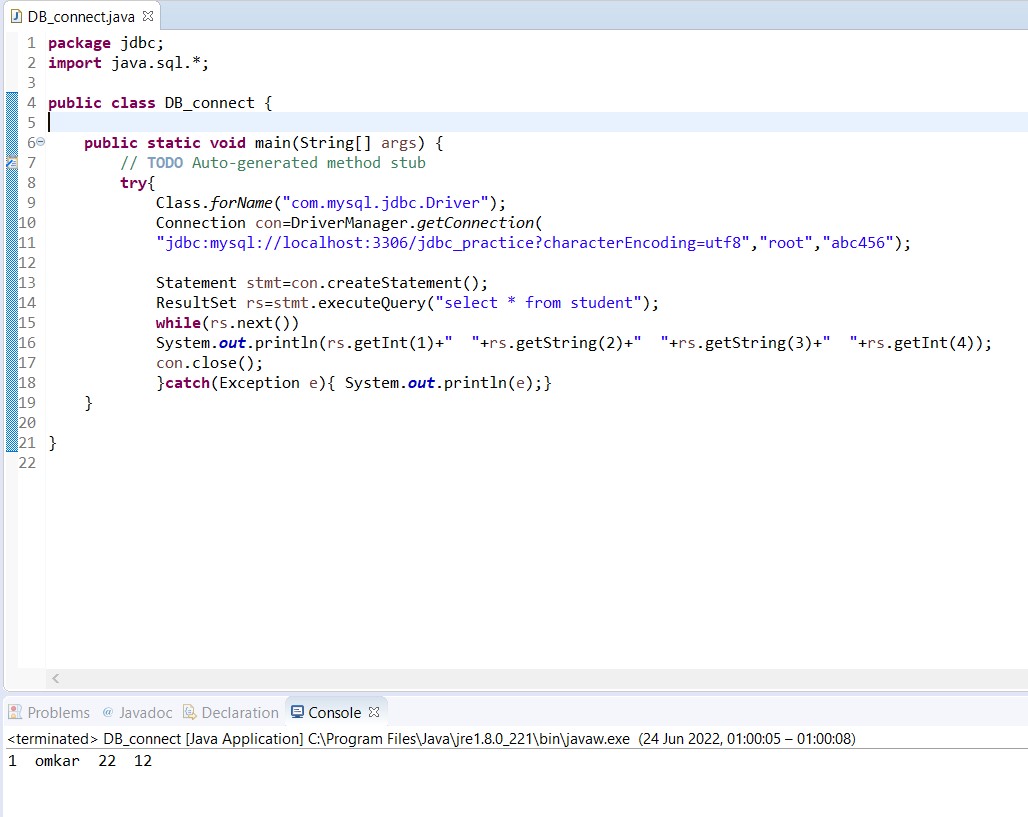 DB_connect.java
1 package jdbc;
2 import java.sql.*;
3
4 public class DB_connect {
5
6     public static void main(String[] args) {
7         // TODO Auto-generated method stub
8         try{
9             Class.forName("com.mysql.jdbc.Driver");
10             Connection con=DriverManager.getConnection(
11             "jdbc:mysql://localhost:3306/jdbc_practice?characterEncoding=utf8","root","abc456");
12
13             Statement stmt=con.createStatement();
14             ResultSet rs=stmt.executeQuery("select * from student");
15             while(rs.next())
16             System.out.println(rs.getInt(1)+"  "+rs.getString(2)+"  "+rs.getString(3)+"  "+rs.getInt(4));
17             con.close();
18             }catch(Exception e){ System.out.println(e);}
19     }
20
21 }
22
Problems @ Javadoc Declaration Console
<terminated> DB_connect [Java Application] C:\Program Files\Java\jre1.8.0_221\bin\javaw.exe (24 Jun 2022, 01:00:05 – 01:00:08)
1  omkar  22  12